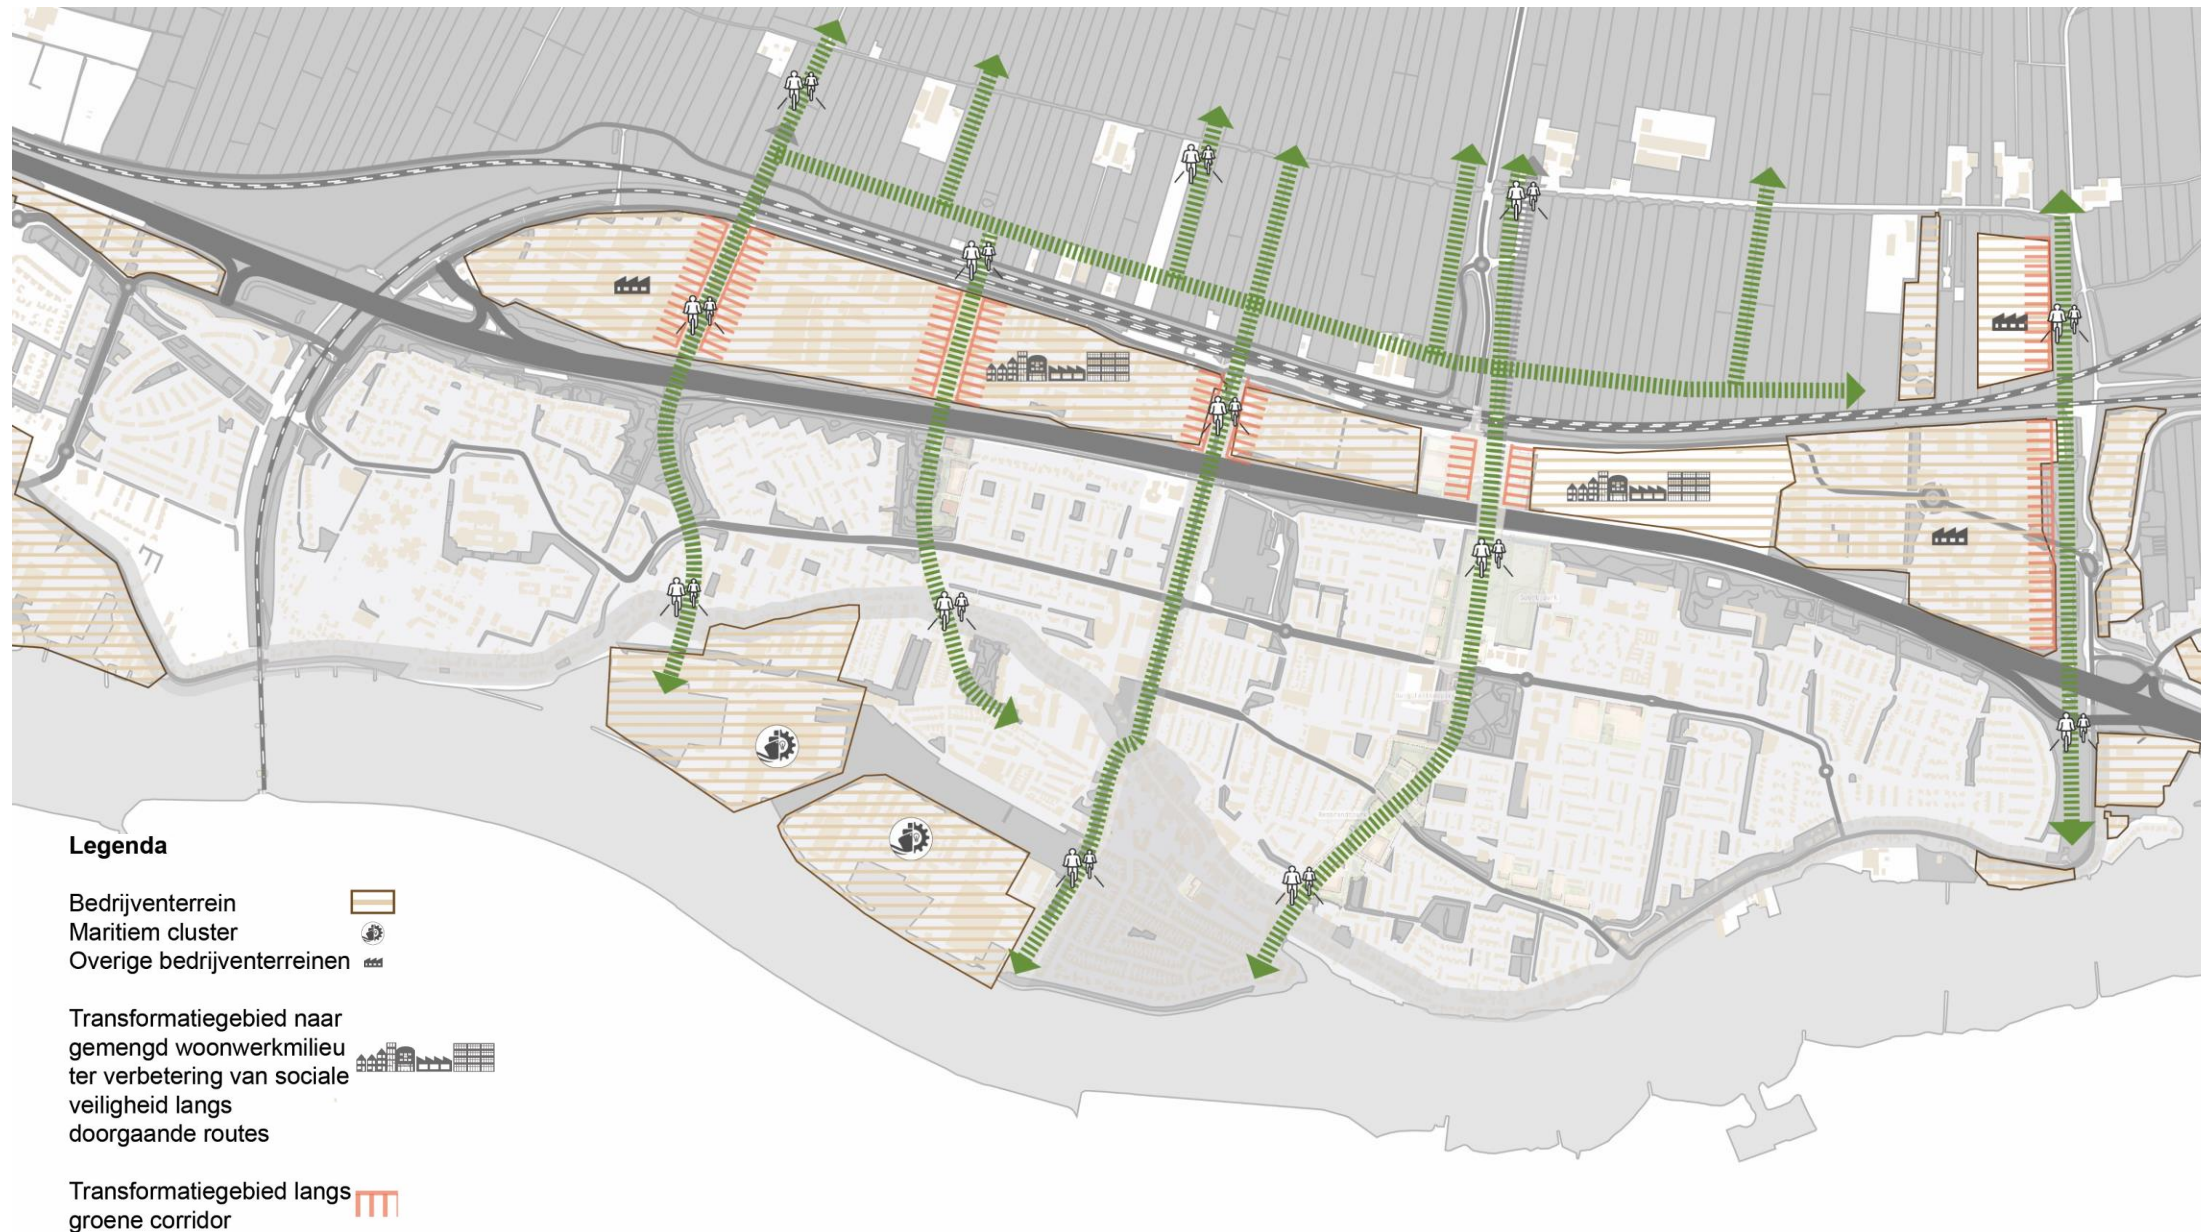 Legenda
Bedrijventerrein
Maritiem cluster
Overige bedrijventerreinen
Transformatiegebied naar
gemengd woonwerkmilieu
ter verbetering van sociale
veiligheid langs
doorgaande routes
Transformatiegebied langs
groene corridor